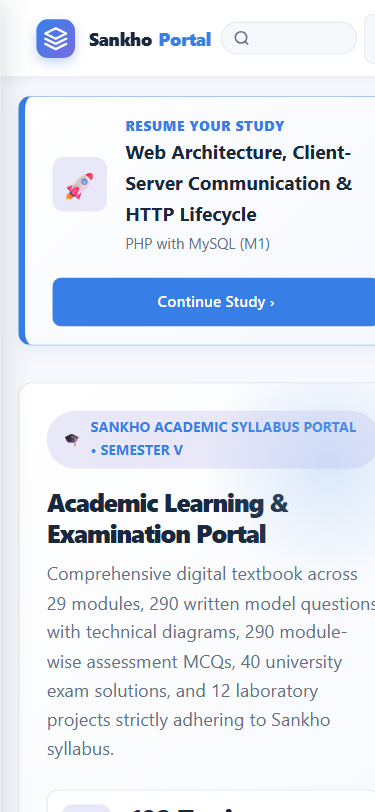 Sankho Portal
RESUME YOUR STUDY
Web Architecture, Client-
Server Communication &
HTTP Lifecycle
PHP with MySQL (M1)
Continue Study ›
SANKHO ACADEMIC SYLLABUS PORTAL
• SEMESTER V
Academic Learning &
Examination Portal
Comprehensive digital textbook across
29 modules, 290 written model questions
with technical diagrams, 290 module-
wise assessment MCQs, 40 university
exam solutions, and 12 laboratory
projects strictly adhering to Sankho
syllabus.